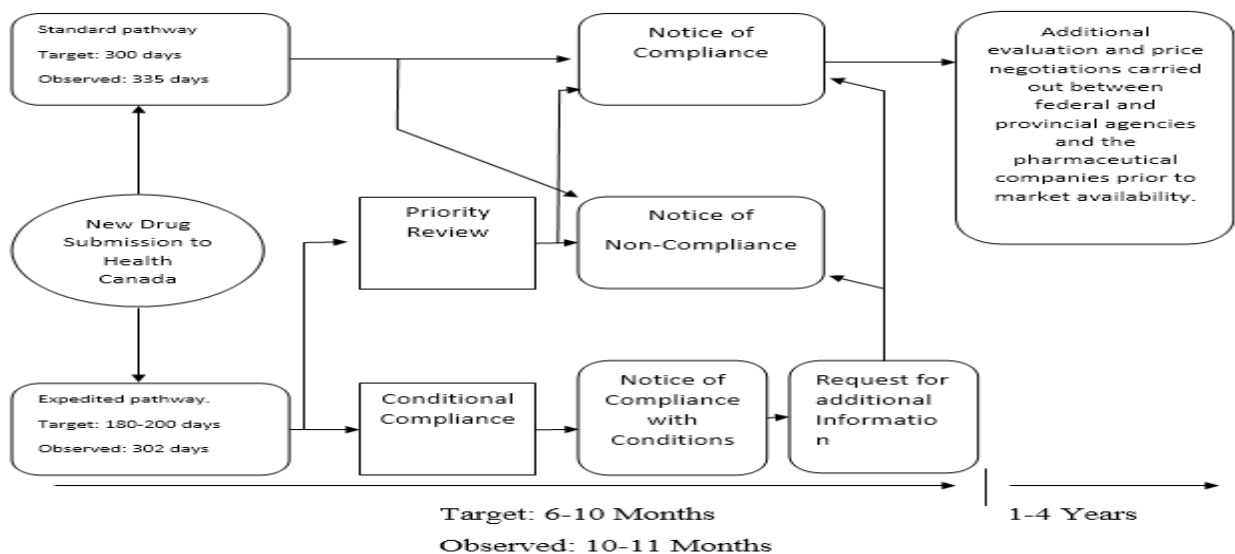 Standard pathway
Target: 300 days
Observed: 335 days
Notice of
Compliance
Additional
evaluation and price
negotiations carried
out between
federal and
provincial agencies
and the
pharmaceutical
companies prior to
market availability.
New Drug
Submission to
Health
Canada
Priority
Review
Notice of
Non-Compliance
Expedited pathway.
Target: 180-200 days
Observed: 302 days
Conditional
Compliance
Notice of
Compliance
with
Conditions
Request for
additional
Informatio
n
Target: 6-10 Months
Observed: 10-11 Months
1-4 Years